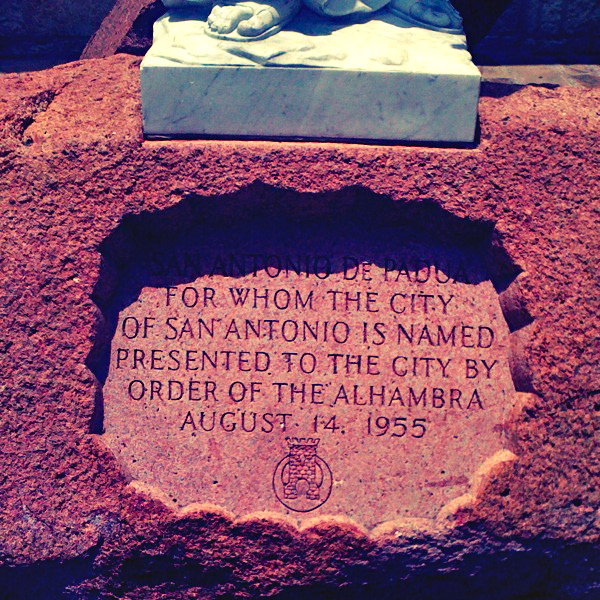 SAN ANTONIO DE PADUA
FOR WHOM THE CITY
OF SAN ANTONIO IS NAMED
PRESENTED TO THE CITY BY
ORDER OF THE ALHAMBRA
AUGUST 14. 1955